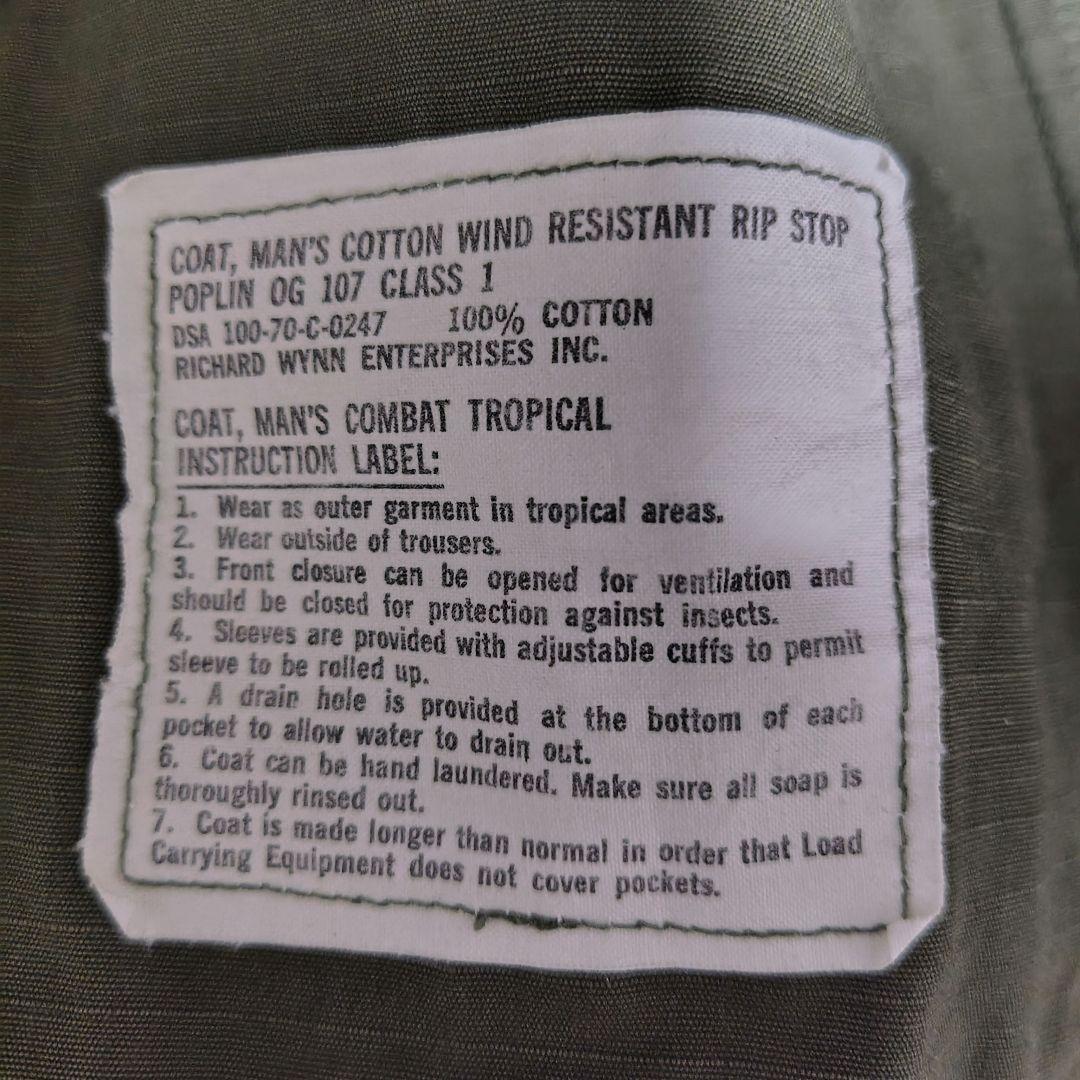 COAT, MAN'S COTTON WIND RESISTANT RIP STOP
POPLIN OG 107 CLASS 1
DSA 100-70-C-0247 100% COTTON
RICHARD WYNN ENTERPRISES INC.
COAT, MAN'S COMBAT TROPICAL
INSTRUCTION LABEL:
1. Wear as outer garment in tropical areas.
2. Wear outside of trousers.
3. Front closure can be opened for ventilation and
should be closed for protection against insects.
4. Sleeves are provided with adjustable cuffs to permit
sleeve to be rolled up.
5. A drain hole is provided at the bottom of each
pocket to allow water to drain out.
6. Coat can be hand laundered. Make sure all soap is
thoroughly rinsed out.
7. Coat is made longer than normal in order that Load
Carrying Equipment does not cover pockets.